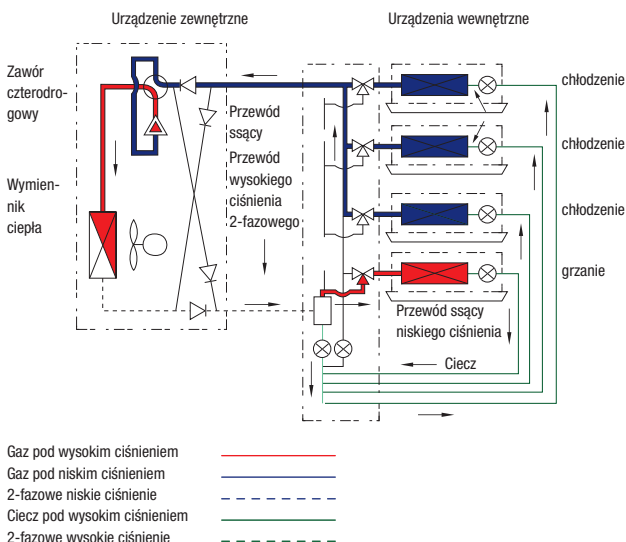 Urządzenie zewnętrzne
Urządzenia wewnętrzne
Zawór
czterodro-
gowy
Wymien-
nik
ciepła
Przewód
ssący
Przewód
wysokiego
ciśnienia
2-fazowego
chłodzenie
chłodzenie
chłodzenie
grzanie
Przewód ssący
niskiego ciśnienia
Ciecz
Gaz pod wysokim ciśnieniem
Gaz pod niskim ciśnieniem
2-fazowe niskie ciśnienie
Ciecz pod wysokim ciśnieniem
2-fazowe wysokie ciśnienie